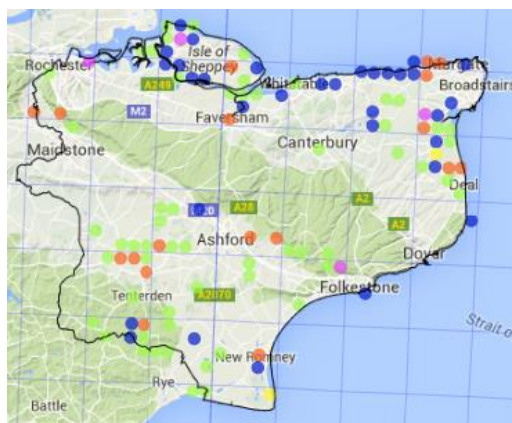 Isle of
Sheppey
Rochester
Margate
Broadstairs
A249
Whitstable
M2
Faversham
Canterbury
Maidstone
A2
Deal
M20
A28
A2
Ashford
Dover
Folkestone
Tenterden
A2070
Strait o
New Romney
Rye
Battle